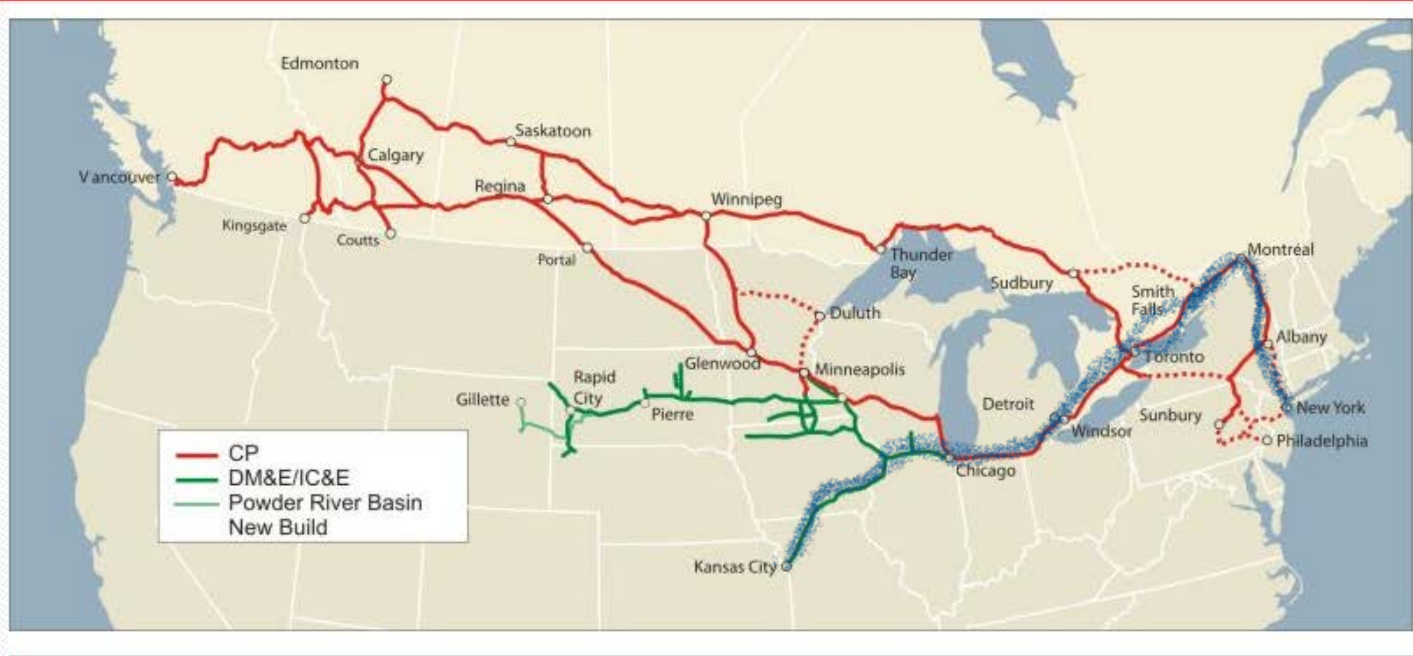 Edmonton
Saskatoon
Calgary
Vancouver
Regina
Winnipeg
Kingsgate
Coutts
Portal
Thunder
Bay
Sudbury
Smith
Falls
Montréal
Duluth
Albany
Toronto
Glenwood
Minneapolis
Rapid
City
Gillette
Pierre
Detroit
Windsor
Sunbury
New York
Philadelphia
Chicago
CP
DM&E/IC&E
Powder River Basin
New Build
Kansas City